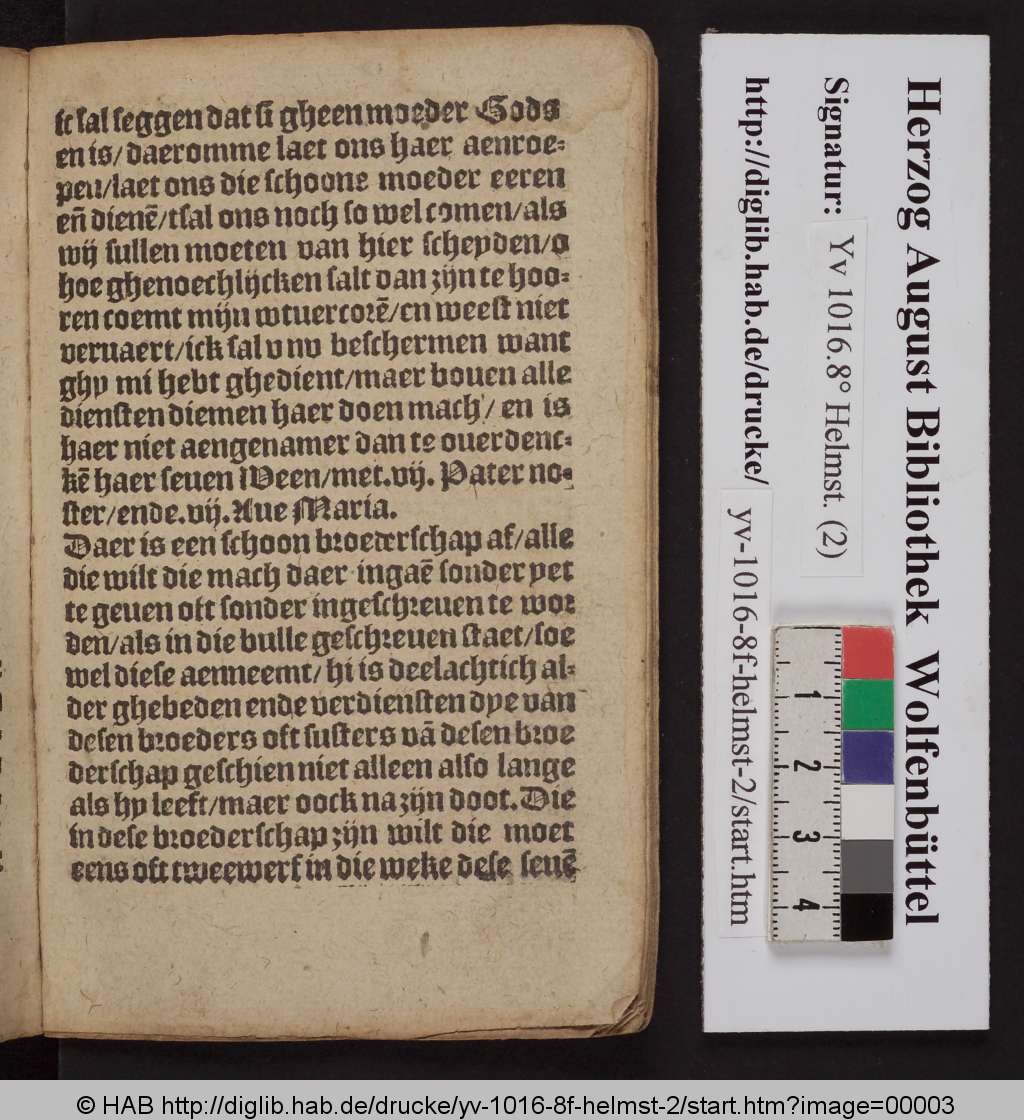 ic sal seggen dat si gheen moeder Gods
en is/ daeromme laet ons haer aenroe-
pen/laet ons die schoone moeder eeren
eñ dienē/tsal ons noch so wel comen/als
wij sullen moeten van hier scheyden/o
hoe ghenoechlijcken salt dan zijn te hoo-
ren coemt mijn wtuercorē/en weest niet
veruaert/ick sal v nv beschermen want
ghy mi hebt ghedient/maer bouen alle
diensten diemen haer doen mach/ en is
haer niet aengenamer dan te ouerdenc-
kē haer seuen Ween/met.vij. Pater no-
ster/ende.vij.Aue Maria.
Daer is een schoon broederschap af/alle
die wilt die mach daer ingaē sonder yet
te geuen oft sonder ingeschreuen te wor
den/als in die bulle geschreuen staet/soe
wel diese aenneemt/ hi is deelachtich al-
der ghebeden ende verdiensten dye van
desen broeders oft susters vā desen broe
derschap geschien niet alleen also lange
als hy leeft/maer oock na zijn doot.Die
in dese broederschap zijn wilt die moet
eens oft tweewerf in die weke dese seuē
Herzog August Bibliothek Wolfenbüttel
Signatur: Yv 1016.8° Helmst. (2)
http://diglib.hab.de/drucke/ yv-1016-8f-helmst-2/start.htm
1 2 3 4
© HAB http://diglib.hab.de/drucke/yv-1016-8f-helmst-2/start.htm?image=00003